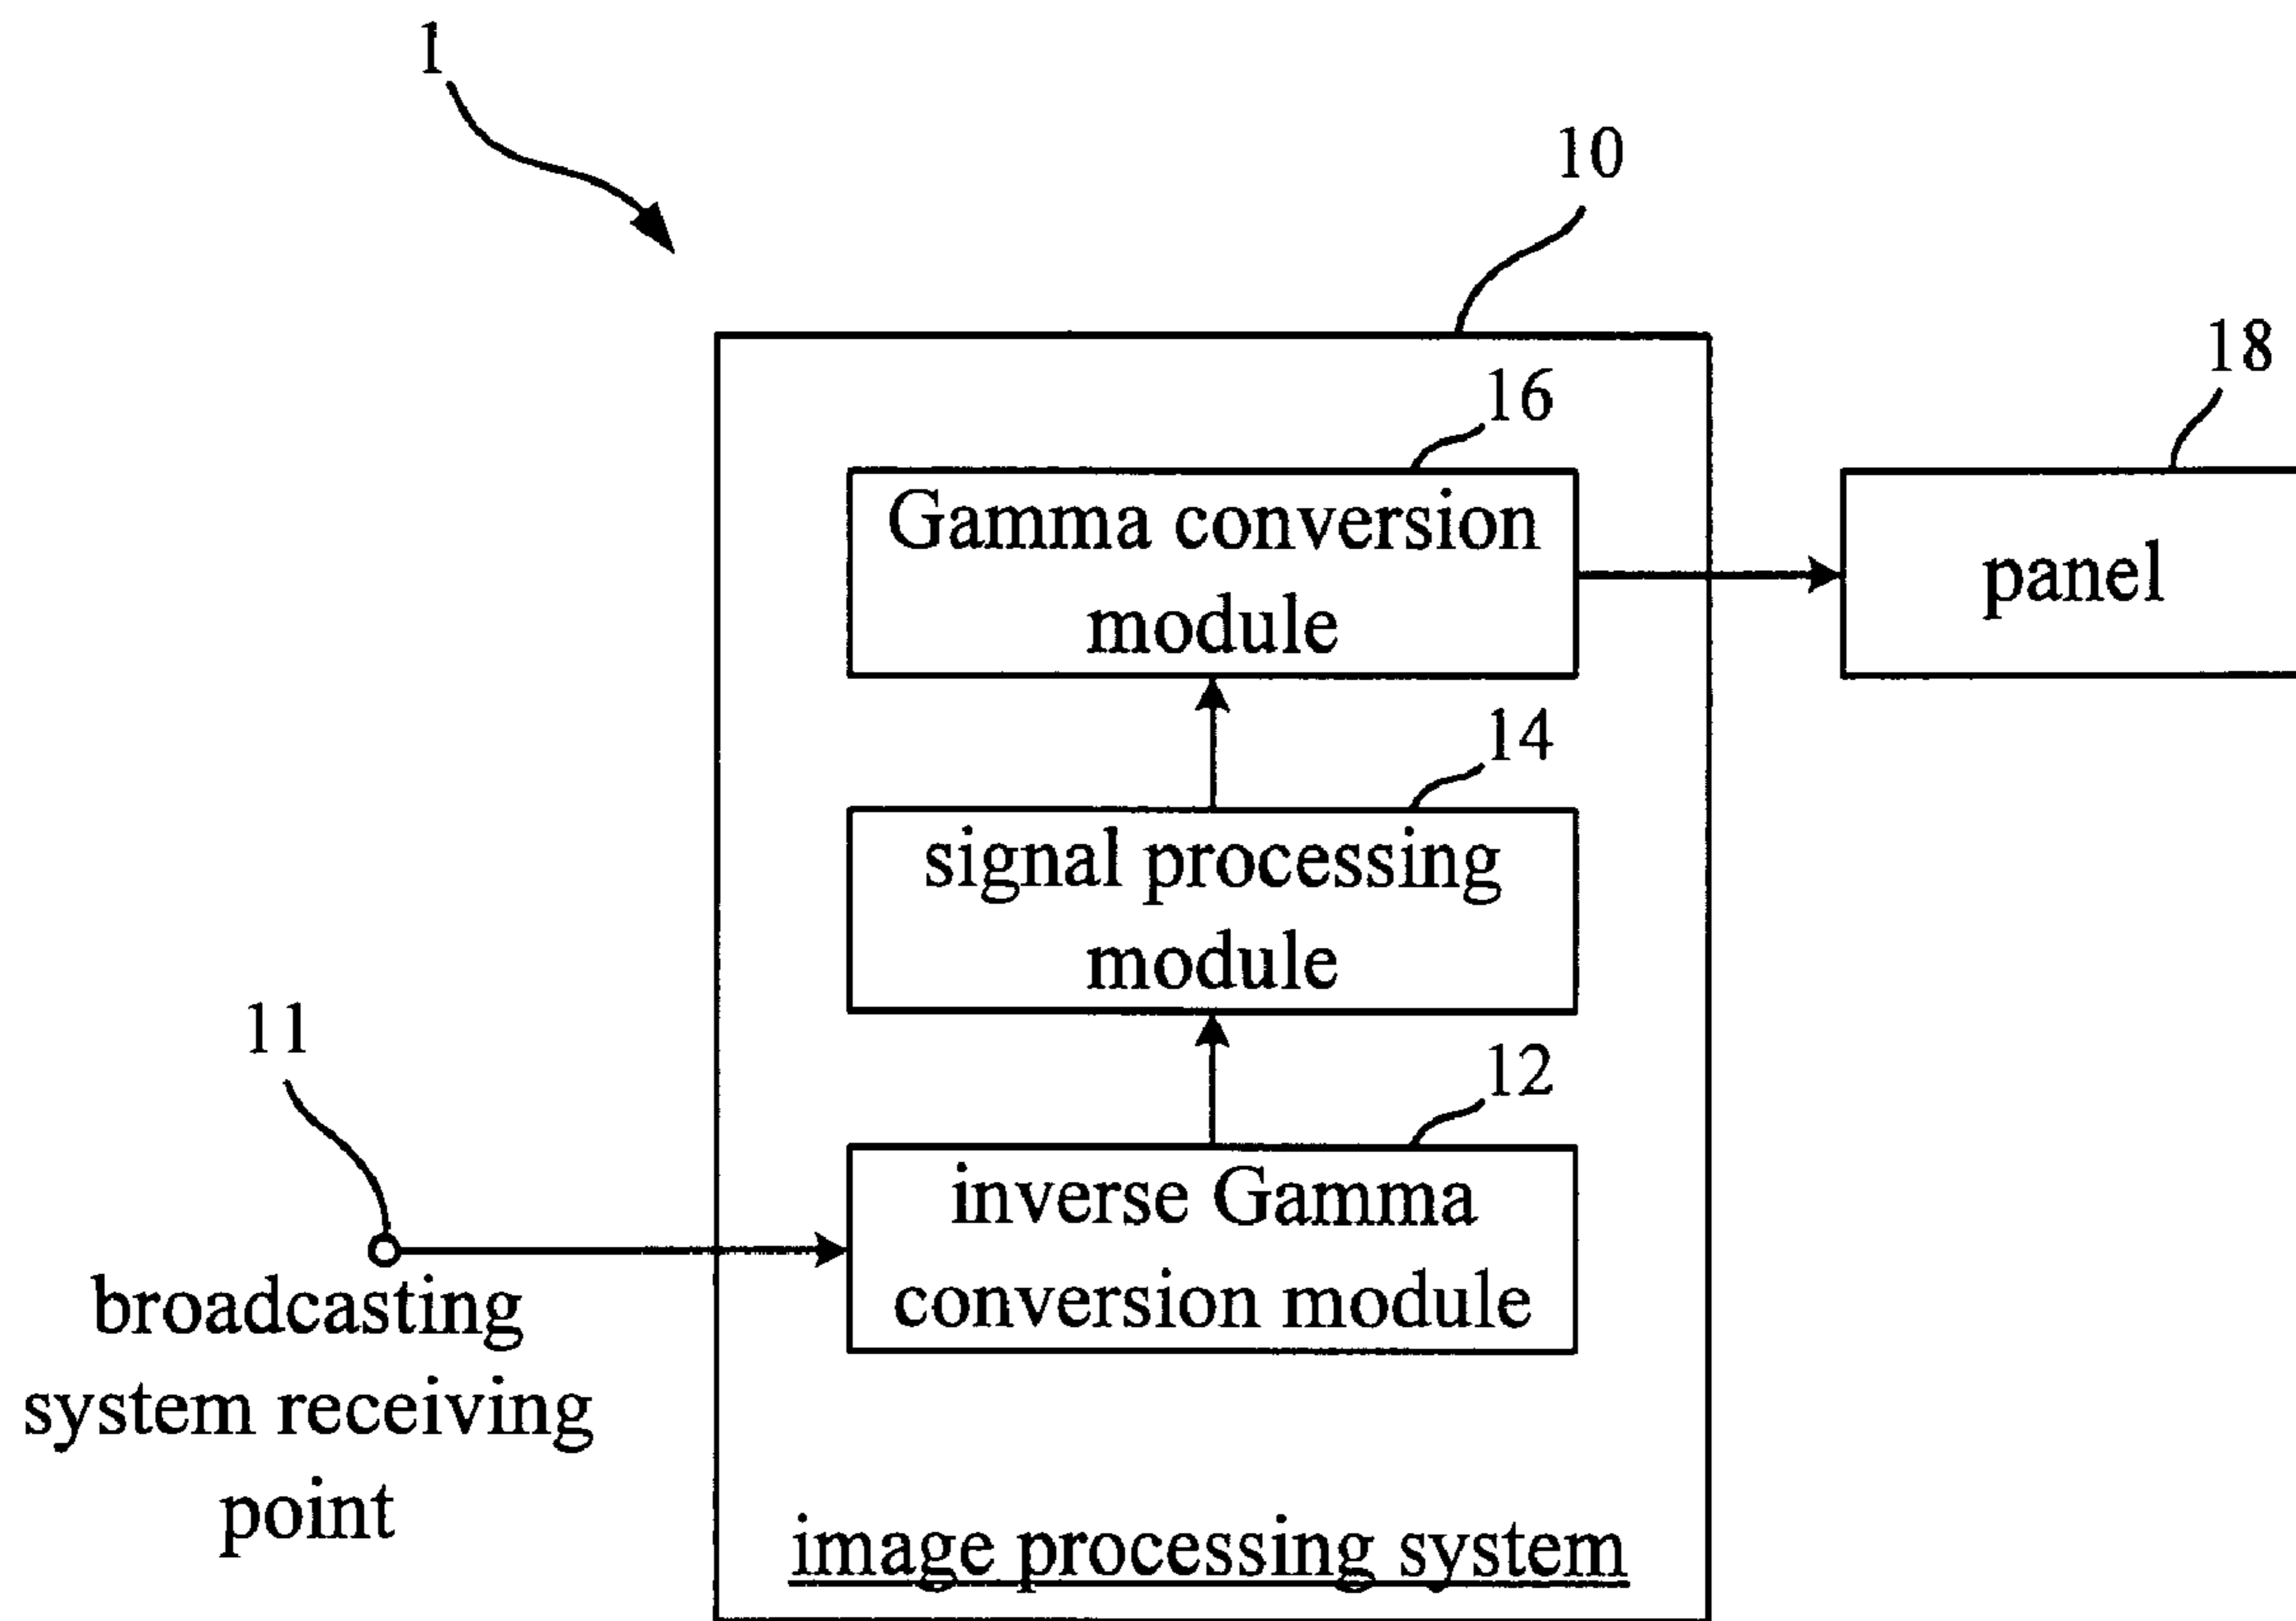 1
10
18
16
Gamma conversion
module
panel
14
signal processing
module
11
12
inverse Gamma
conversion module
broadcasting
system receiving
point
image processing system